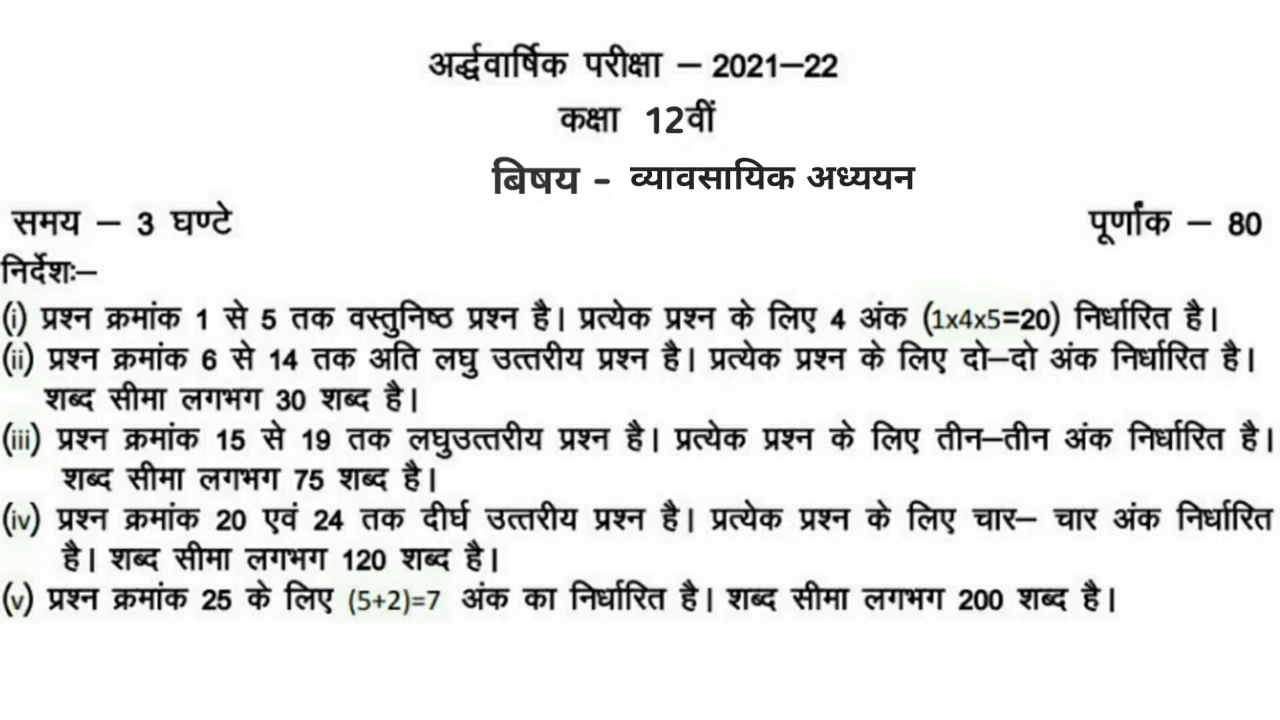 अर्द्धवार्षिक परीक्षा – 2021–22
कक्षा 12वीं
बिषय - व्यावसायिक अध्ययन
समय – 3 घण्टे पूर्णांक – 80
निर्देशः–
(i) प्रश्न क्रमांक 1 से 5 तक वस्तुनिष्ठ प्रश्न है। प्रत्येक प्रश्न के लिए 4 अंक (1x4x5=20) निर्धारित है।
(ii) प्रश्न क्रमांक 6 से 14 तक अति लघु उत्तरीय प्रश्न है। प्रत्येक प्रश्न के लिए दो–दो अंक निर्धारित है।
शब्द सीमा लगभग 30 शब्द है।
(iii) प्रश्न क्रमांक 15 से 19 तक लघुउत्तरीय प्रश्न है। प्रत्येक प्रश्न के लिए तीन–तीन अंक निर्धारित है।
शब्द सीमा लगभग 75 शब्द है।
(iv) प्रश्न क्रमांक 20 एवं 24 तक दीर्घ उत्तरीय प्रश्न है। प्रत्येक प्रश्न के लिए चार– चार अंक निर्धारित
है। शब्द सीमा लगभग 120 शब्द है।
(v) प्रश्न क्रमांक 25 के लिए (5+2)=7 अंक का निर्धारित है। शब्द सीमा लगभग 200 शब्द है।